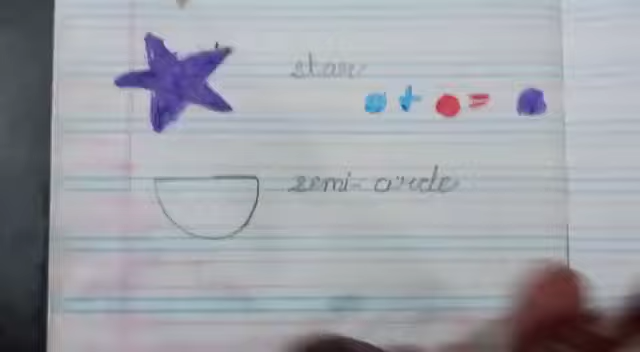 star
+ =
semi-circle